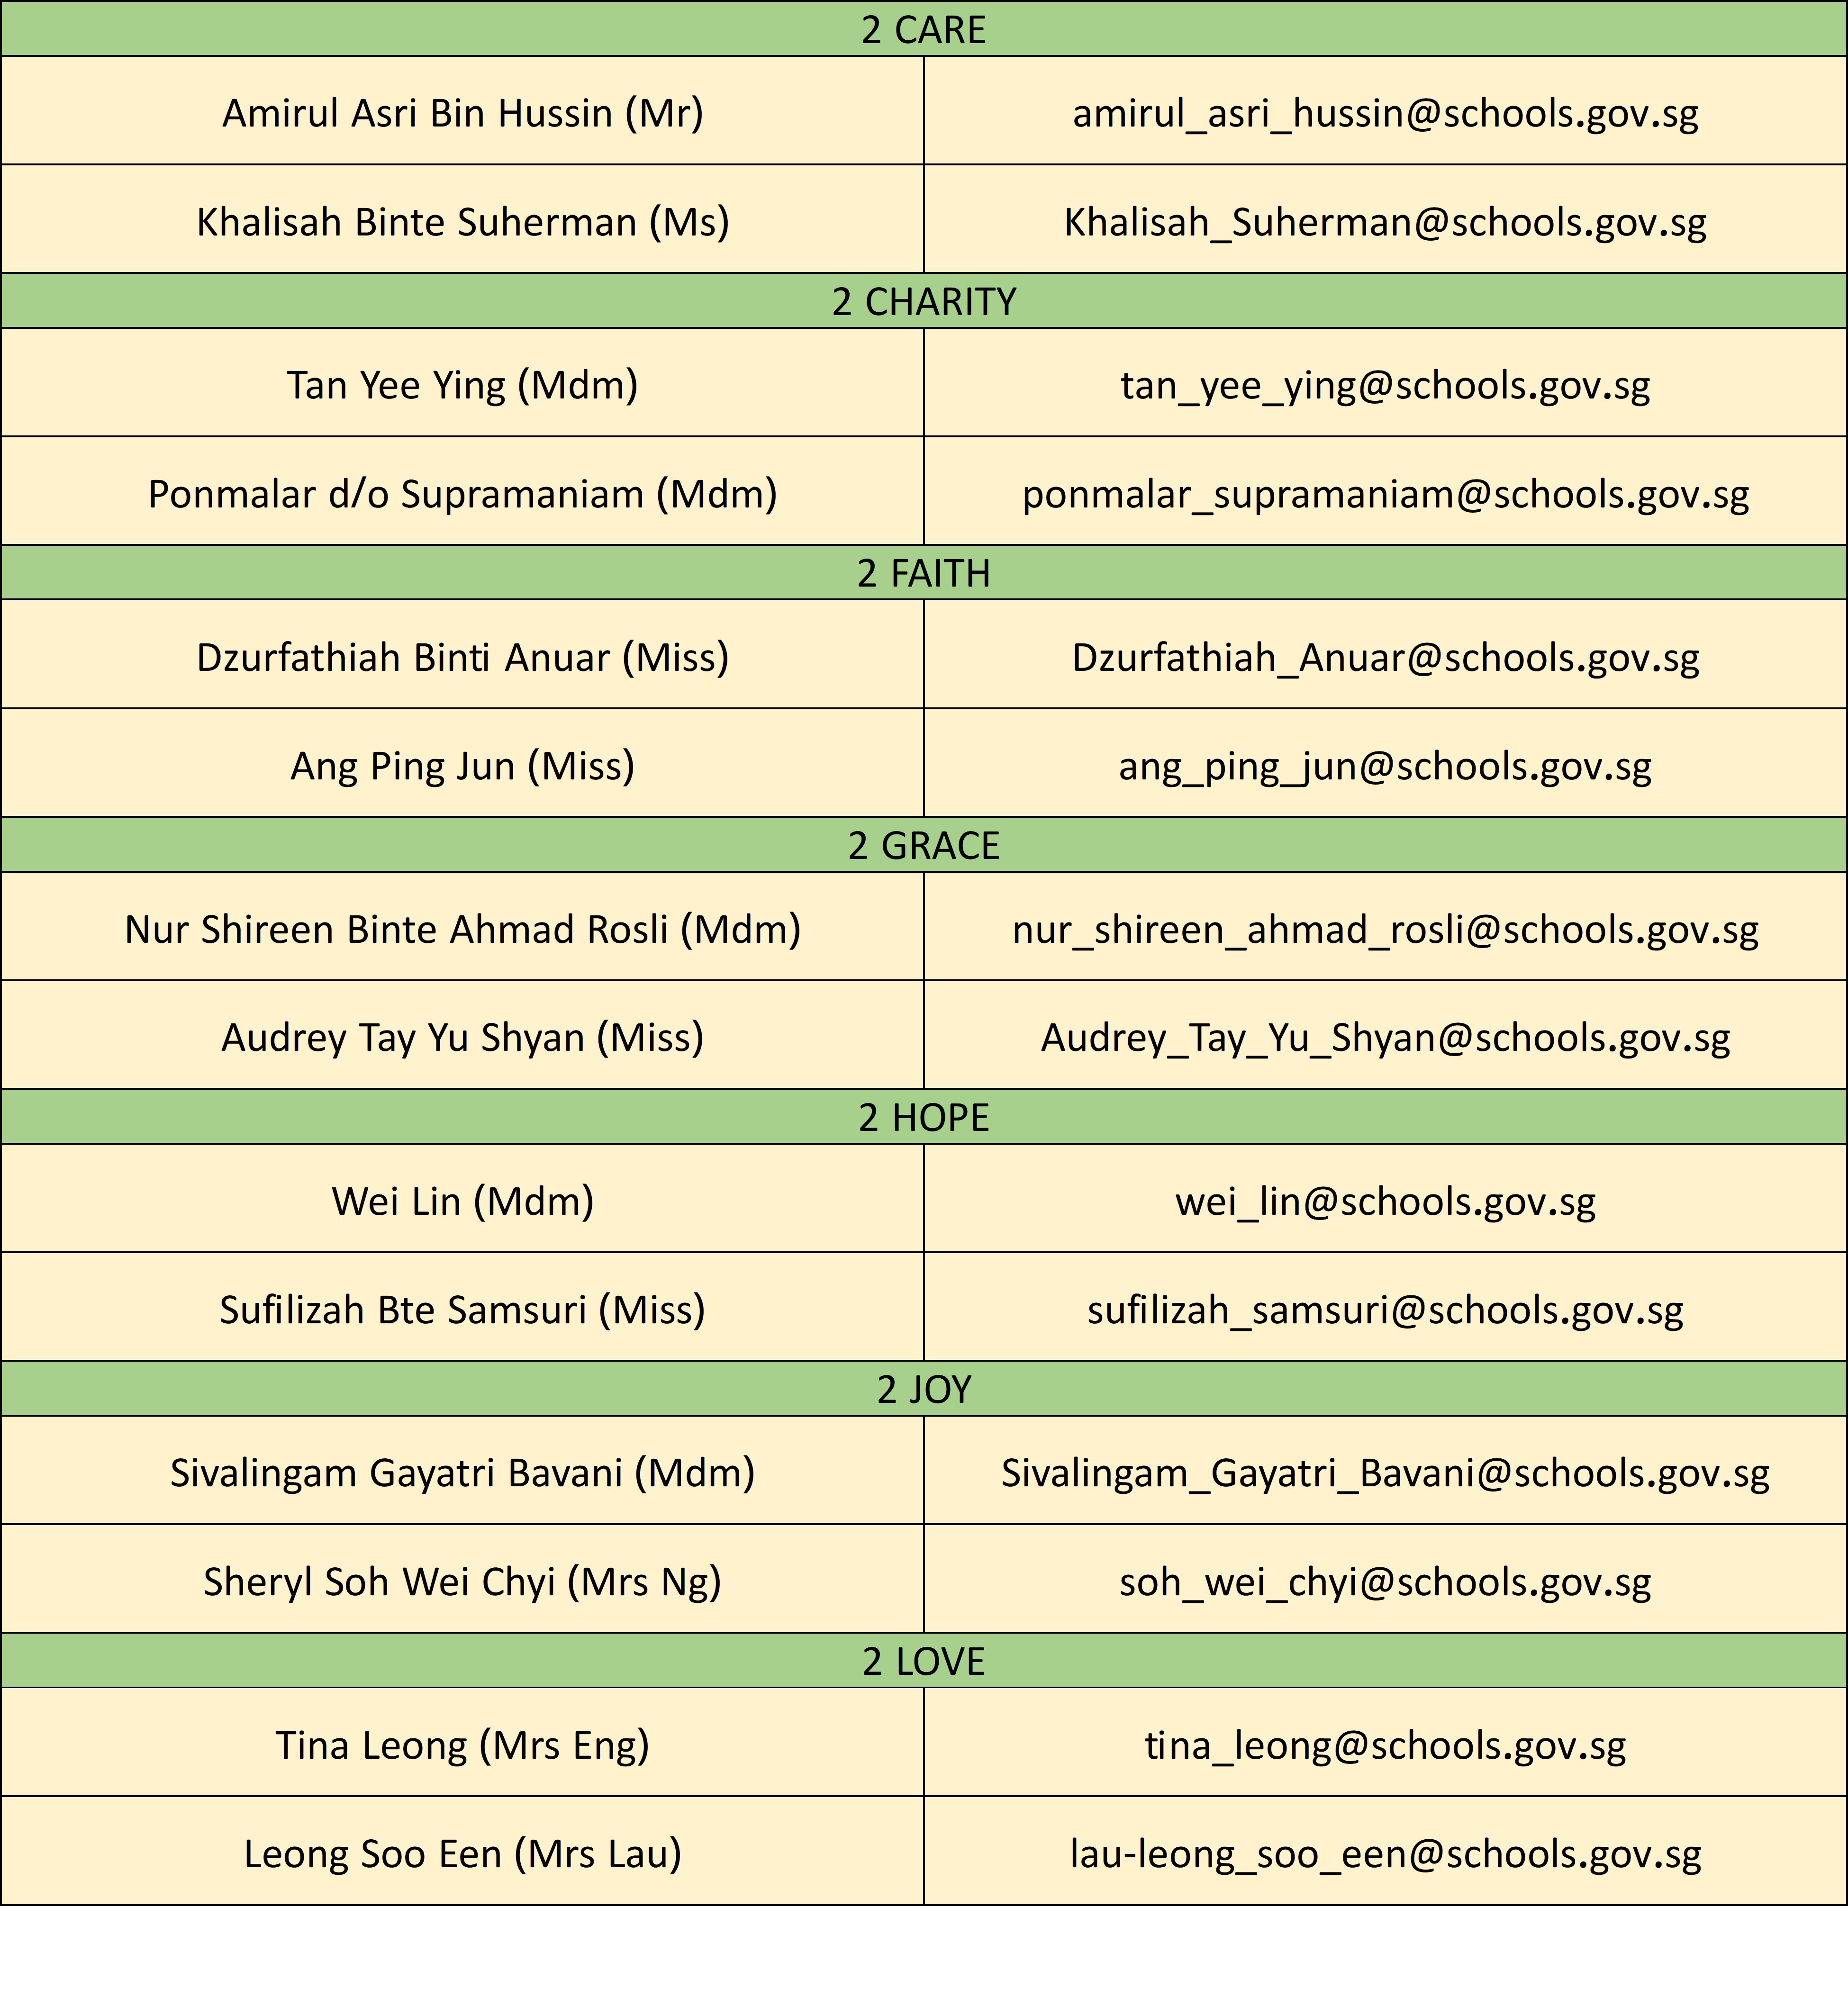 2 CARE
Amirul Asri Bin Hussin (Mr) amirul_asri_hussin@schools.gov.sg
Khalisah Binte Suherman (Ms) Khalisah_Suherman@schools.gov.sg
2 CHARITY
Tan Yee Ying (Mdm) tan_yee_ying@schools.gov.sg
Ponmalar d/o Supramaniam (Mdm) ponmalar_supramaniam@schools.gov.sg
2 FAITH
Dzurfathiah Binti Anuar (Miss) Dzurfathiah_Anuar@schools.gov.sg
Ang Ping Jun (Miss) ang_ping_jun@schools.gov.sg
2 GRACE
Nur Shireen Binte Ahmad Rosli (Mdm) nur_shireen_ahmad_rosli@schools.gov.sg
Audrey Tay Yu Shyan (Miss) Audrey_Tay_Yu_Shyan@schools.gov.sg
2 HOPE
Wei Lin (Mdm) wei_lin@schools.gov.sg
Sufilizah Bte Samsuri (Miss) sufilizah_samsuri@schools.gov.sg
2 JOY
Sivalingam Gayatri Bavani (Mdm) Sivalingam_Gayatri_Bavani@schools.gov.sg
Sheryl Soh Wei Chyi (Mrs Ng) soh_wei_chyi@schools.gov.sg
2 LOVE
Tina Leong (Mrs Eng) tina_leong@schools.gov.sg
Leong Soo Een (Mrs Lau) lau-leong_soo_een@schools.gov.sg